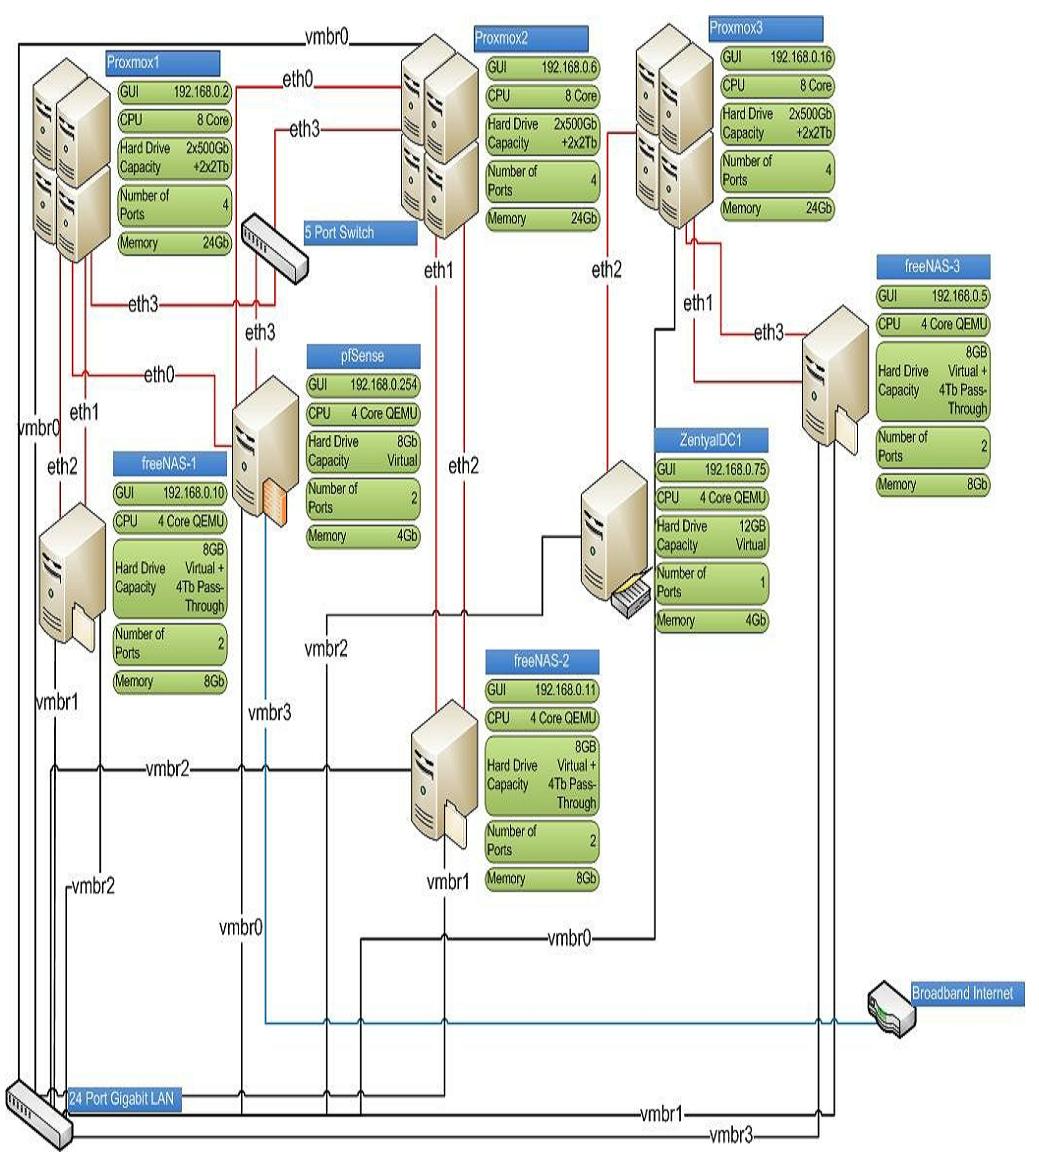 vmbr0
Proxmox1
GUI 192.168.0.2
CPU 8 Core
Hard Drive 2x500Gb
Capacity +2x2Tb
Number of
Ports 4
Memory 24Gb
Proxmox2
GUI 192.168.0.6
CPU 8 Core
Hard Drive 2x500Gb
Capacity +2x2Tb
Number of
Ports 4
Memory 24Gb
Proxmox3
GUI 192.168.0.16
CPU 8 Core
Hard Drive 2x500Gb
Capacity +2x2Tb
Number of
Ports 4
Memory 24Gb
eth0
eth3
5 Port Switch
eth3
eth3
eth0
eth1
vmbr0
eth2
eth1
eth2
eth2
eth1
eth3
freeNAS-3
GUI 192.168.0.5
CPU 4 Core QEMU
8GB
Hard Drive Virtual +
Capacity 4Tb Pass-
Through
Number of
Ports 2
Memory 8Gb
pfSense
GUI 192.168.0.254
CPU 4 Core QEMU
Hard Drive 8Gb
Capacity Virtual
Number of
Ports 2
Memory 4Gb
freeNAS-1
GUI 192.168.0.10
CPU 4 Core QEMU
8GB
Hard Drive Virtual +
Capacity 4Tb Pass-
Through
Number of
Ports 2
Memory 8Gb
ZentyalDC1
GUI 192.168.0.75
CPU 4 Core QEMU
Hard Drive 12GB
Capacity Virtual
Number of
Ports 1
Memory 4Gb
vmbr2
freeNAS-2
GUI 192.168.0.11
CPU 4 Core QEMU
8GB
Hard Drive Virtual +
Capacity 4Tb Pass-
Through
Number of
Ports 2
Memory 8Gb
vmbr1
vmbr3
vmbr2
vmbr2
vmbr1
vmbr0
vmbr0
Broadband Internet
24 Port Gigabit LAN
vmbr1
vmbr3